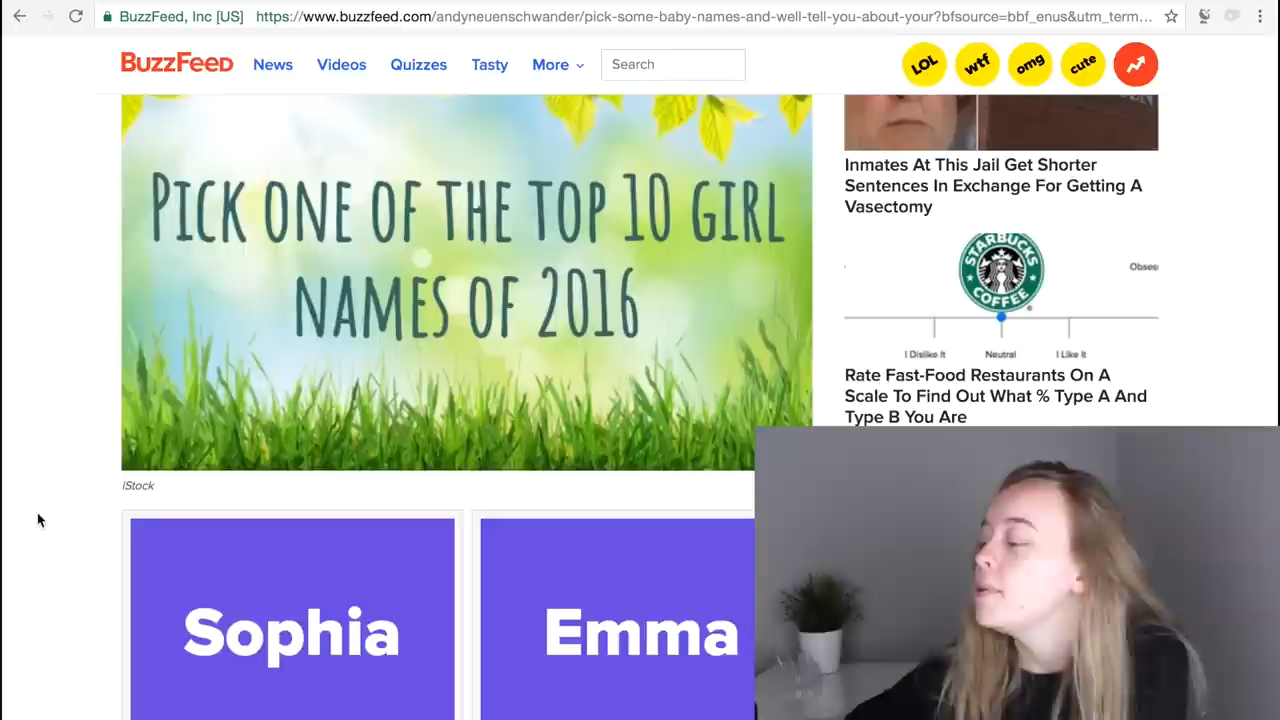 BuzzFeed, Inc [US] https://www.buzzfeed.com/andyneuenschwander/pick-some-baby-names-and-well-tell-you-about-your?bfsource=bbf_enus&utm_term...
BuzzFeed News Videos Quizzes Tasty More Search LOL wtf omg cute
PICK ONE OF THE TOP 10 GIRL
NAMES OF 2016
iStock
Sophia
Emma
Inmates At This Jail Get Shorter
Sentences In Exchange For Getting A
Vasectomy
STARBUCKS
COFFEE
Obses
I Dislike It Neutral I Like It
Rate Fast-Food Restaurants On A
Scale To Find Out What % Type A And
Type B You Are